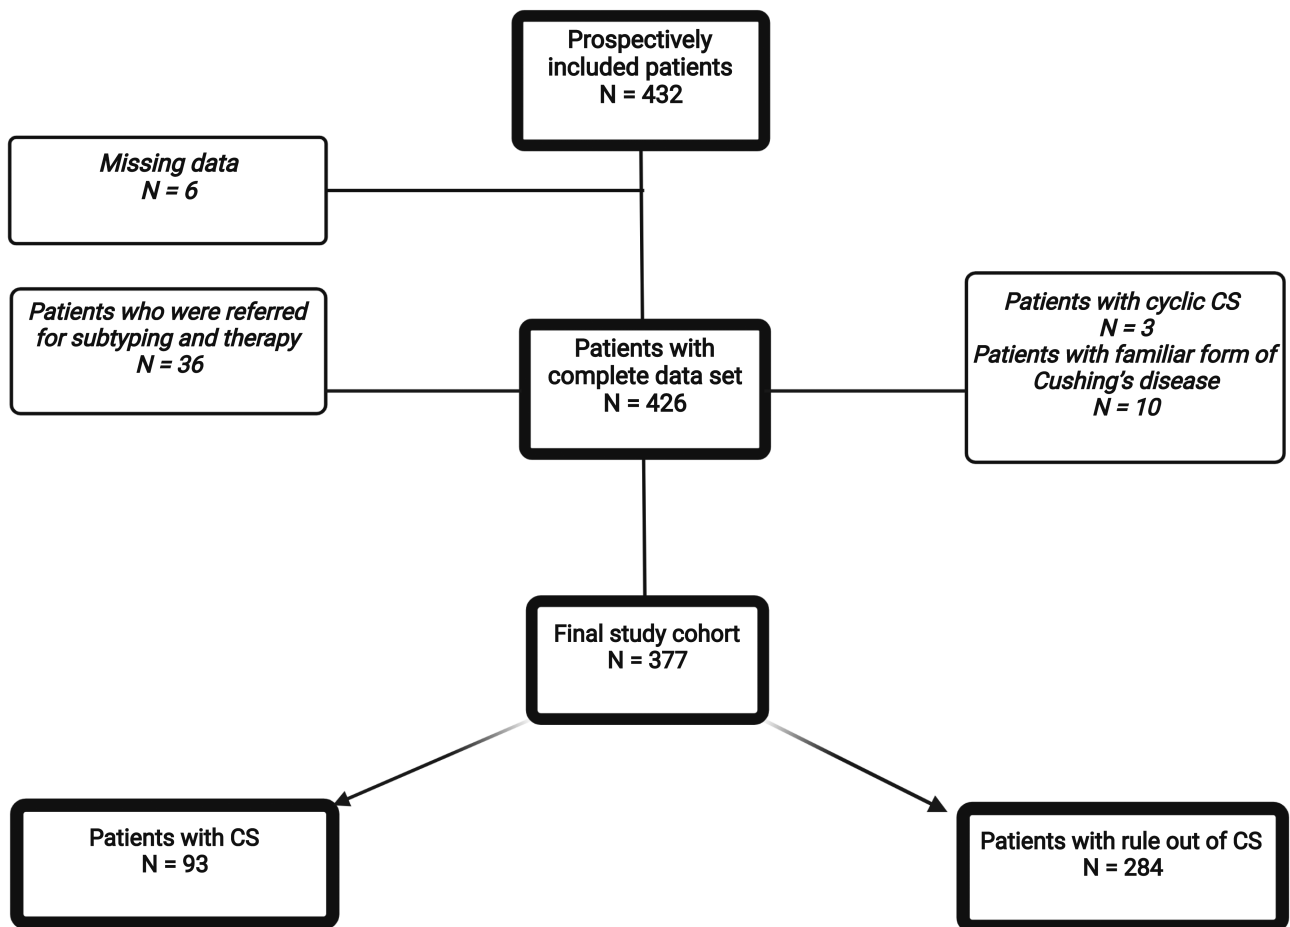 Prospectively
included patients
N = 432
Missing data
N = 6
Patients who were referred
for subtyping and therapy
N = 36
Patients with
complete data set
N = 426
Patients with cyclic CS
N = 3
Patients with familiar form of
Cushing's disease
N = 10
Final study cohort
N = 377
Patients with CS
N = 93
Patients with rule out of CS
N = 284